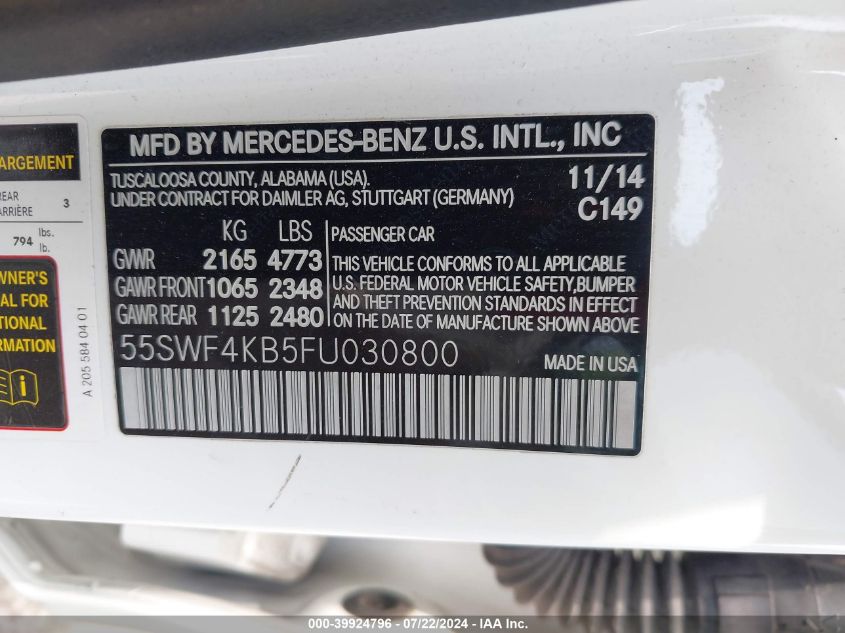 ARGEMENT
REAR
ARRIÈRE 3
794 lbs.
lb.
OWNER'S
AL FOR
TIONAL
ION
A 205 584 04 01
MFD BY MERCEDES-BENZ U.S. INTL., INC
TUSCALOOSA COUNTY, ALABAMA (USA). 11/14
UNDER CONTRACT FOR DAIMLER AG, STUTTGART (GERMANY) C149
KG LBS
GWR 2165 4773
GAWR FRONT 1065 2348
GAWR REAR 1125 2480
PASSENGER CAR
THIS VEHICLE CONFORMS TO ALL APPLICABLE
U.S. FEDERAL MOTOR VEHICLE SAFETY,BUMPER
AND THEFT PREVENTION STANDARDS IN EFFECT
ON THE DATE OF MANUFACTURE SHOWN ABOVE
55SWF4KB5FU030800 MADE IN USA
000-39924796 - 07/22/2024 - IAA Inc.